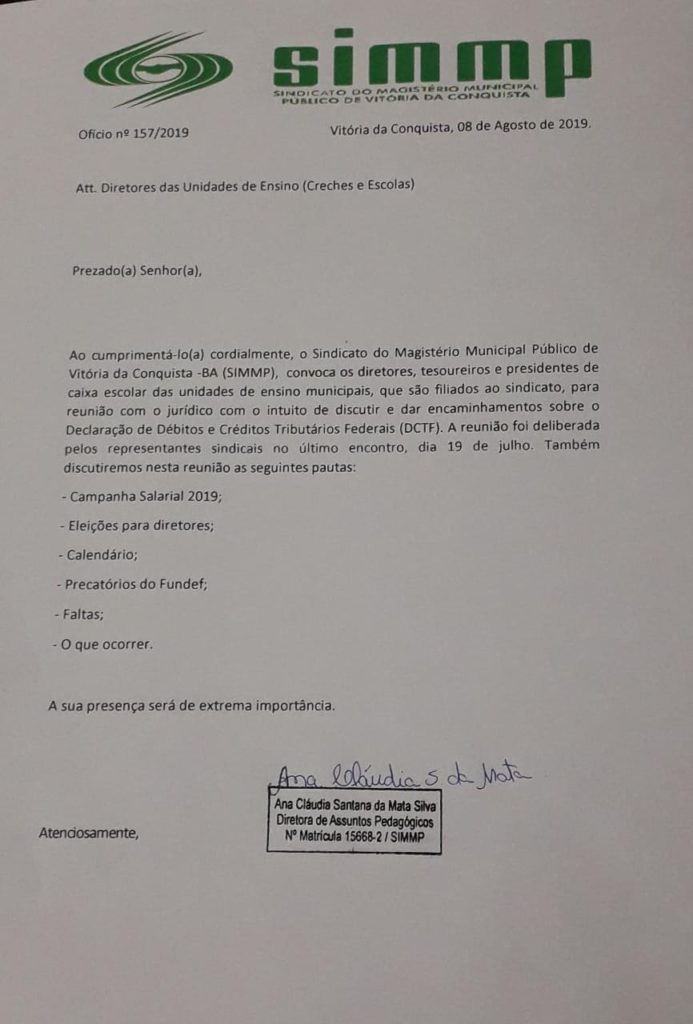 simmp
SINDICATO DO MAGISTÉRIO MUNICIPAL
PÚBLICO DE VITÓRIA DA CONQUISTA
Ofício nº 157/2019
Vitória da Conquista, 08 de Agosto de 2019.
Att. Diretores das Unidades de Ensino (Creches e Escolas)
Prezado(a) Senhor(a),
Ao cumprimentá-lo(a) cordialmente, o Sindicato do Magistério Municipal Público de
Vitória da Conquista -BA (SIMMP), convoca os diretores, tesoureiros e presidentes de
caixa escolar das unidades de ensino municipais, que são filiados ao sindicato, para
reunião com o jurídico com o intuito de discutir e dar encaminhamentos sobre o
Declaração de Débitos e Créditos Tributários Federais (DCTF). A reunião foi deliberada
pelos representantes sindicais no último encontro, dia 19 de julho. Também
discutiremos nesta reunião as seguintes pautas:
- Campanha Salarial 2019;
- Eleições para diretores;
- Calendário;
- Precatórios do Fundef;
- Faltas;
- O que ocorrer.
A sua presença será de extrema importância.
Ana Cláudia S da Mata
Ana Cláudia Santana da Mata Silva
Diretora de Assuntos Pedagógicos
Nº Matrícula 15668-2 / SIMMP
Atenciosamente,